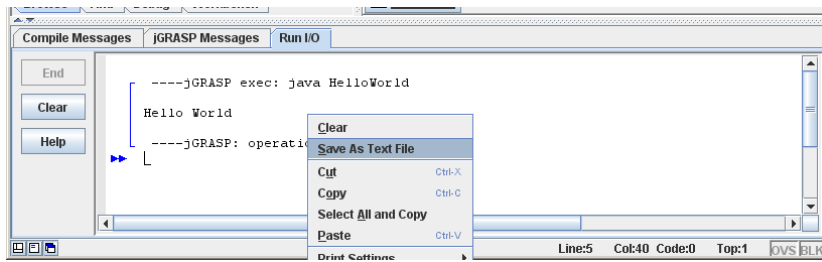 Compile Messages jGRASP Messages Run I/O
End
----jGRASP exec: java HelloWorld
Clear
Hello World
Help
----jGRASP: operatio
Clear
Save As Text File
Cut Ctrl-X
Copy Ctrl-C
Select All and Copy
Paste Ctrl-V
Print Settings
Line:5 Col:40 Code:0 Top:1 OVS BLK